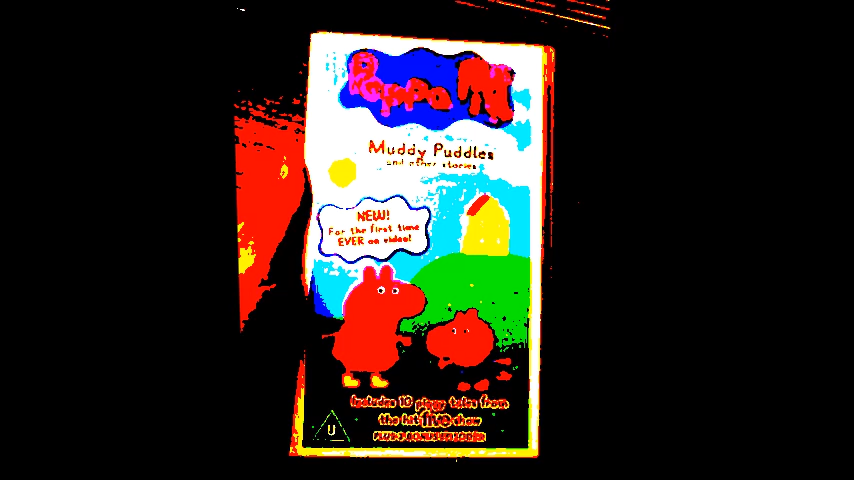 Peppa Pig
Muddy Puddles
and other stories
NEW!
For the first time
EVER on video!
Includes 10 piggy tales from
the hit five show
U